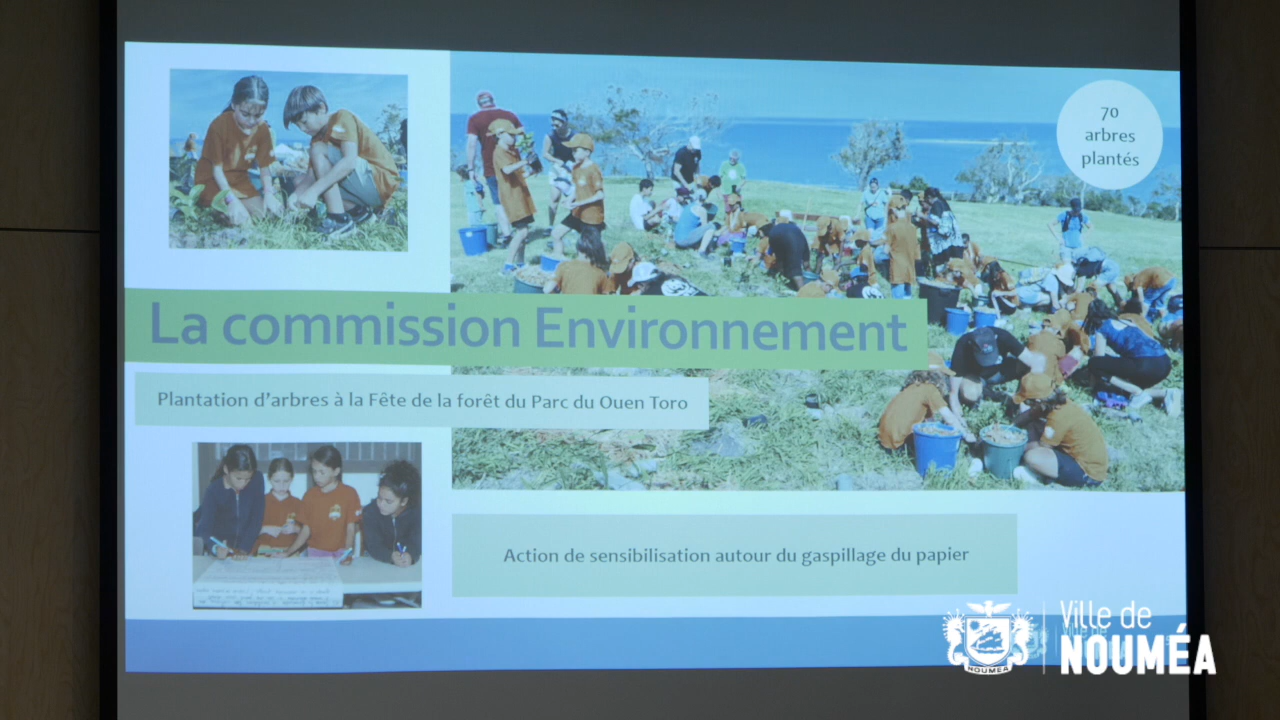 70
arbres
plantés
La commission Environnement
Plantation d'arbres à la Fête de la forêt du Parc du Ouen Toro
Action de sensibilisation autour du gaspillage du papier
Ville de
NOUMÉA
NOUMÉA